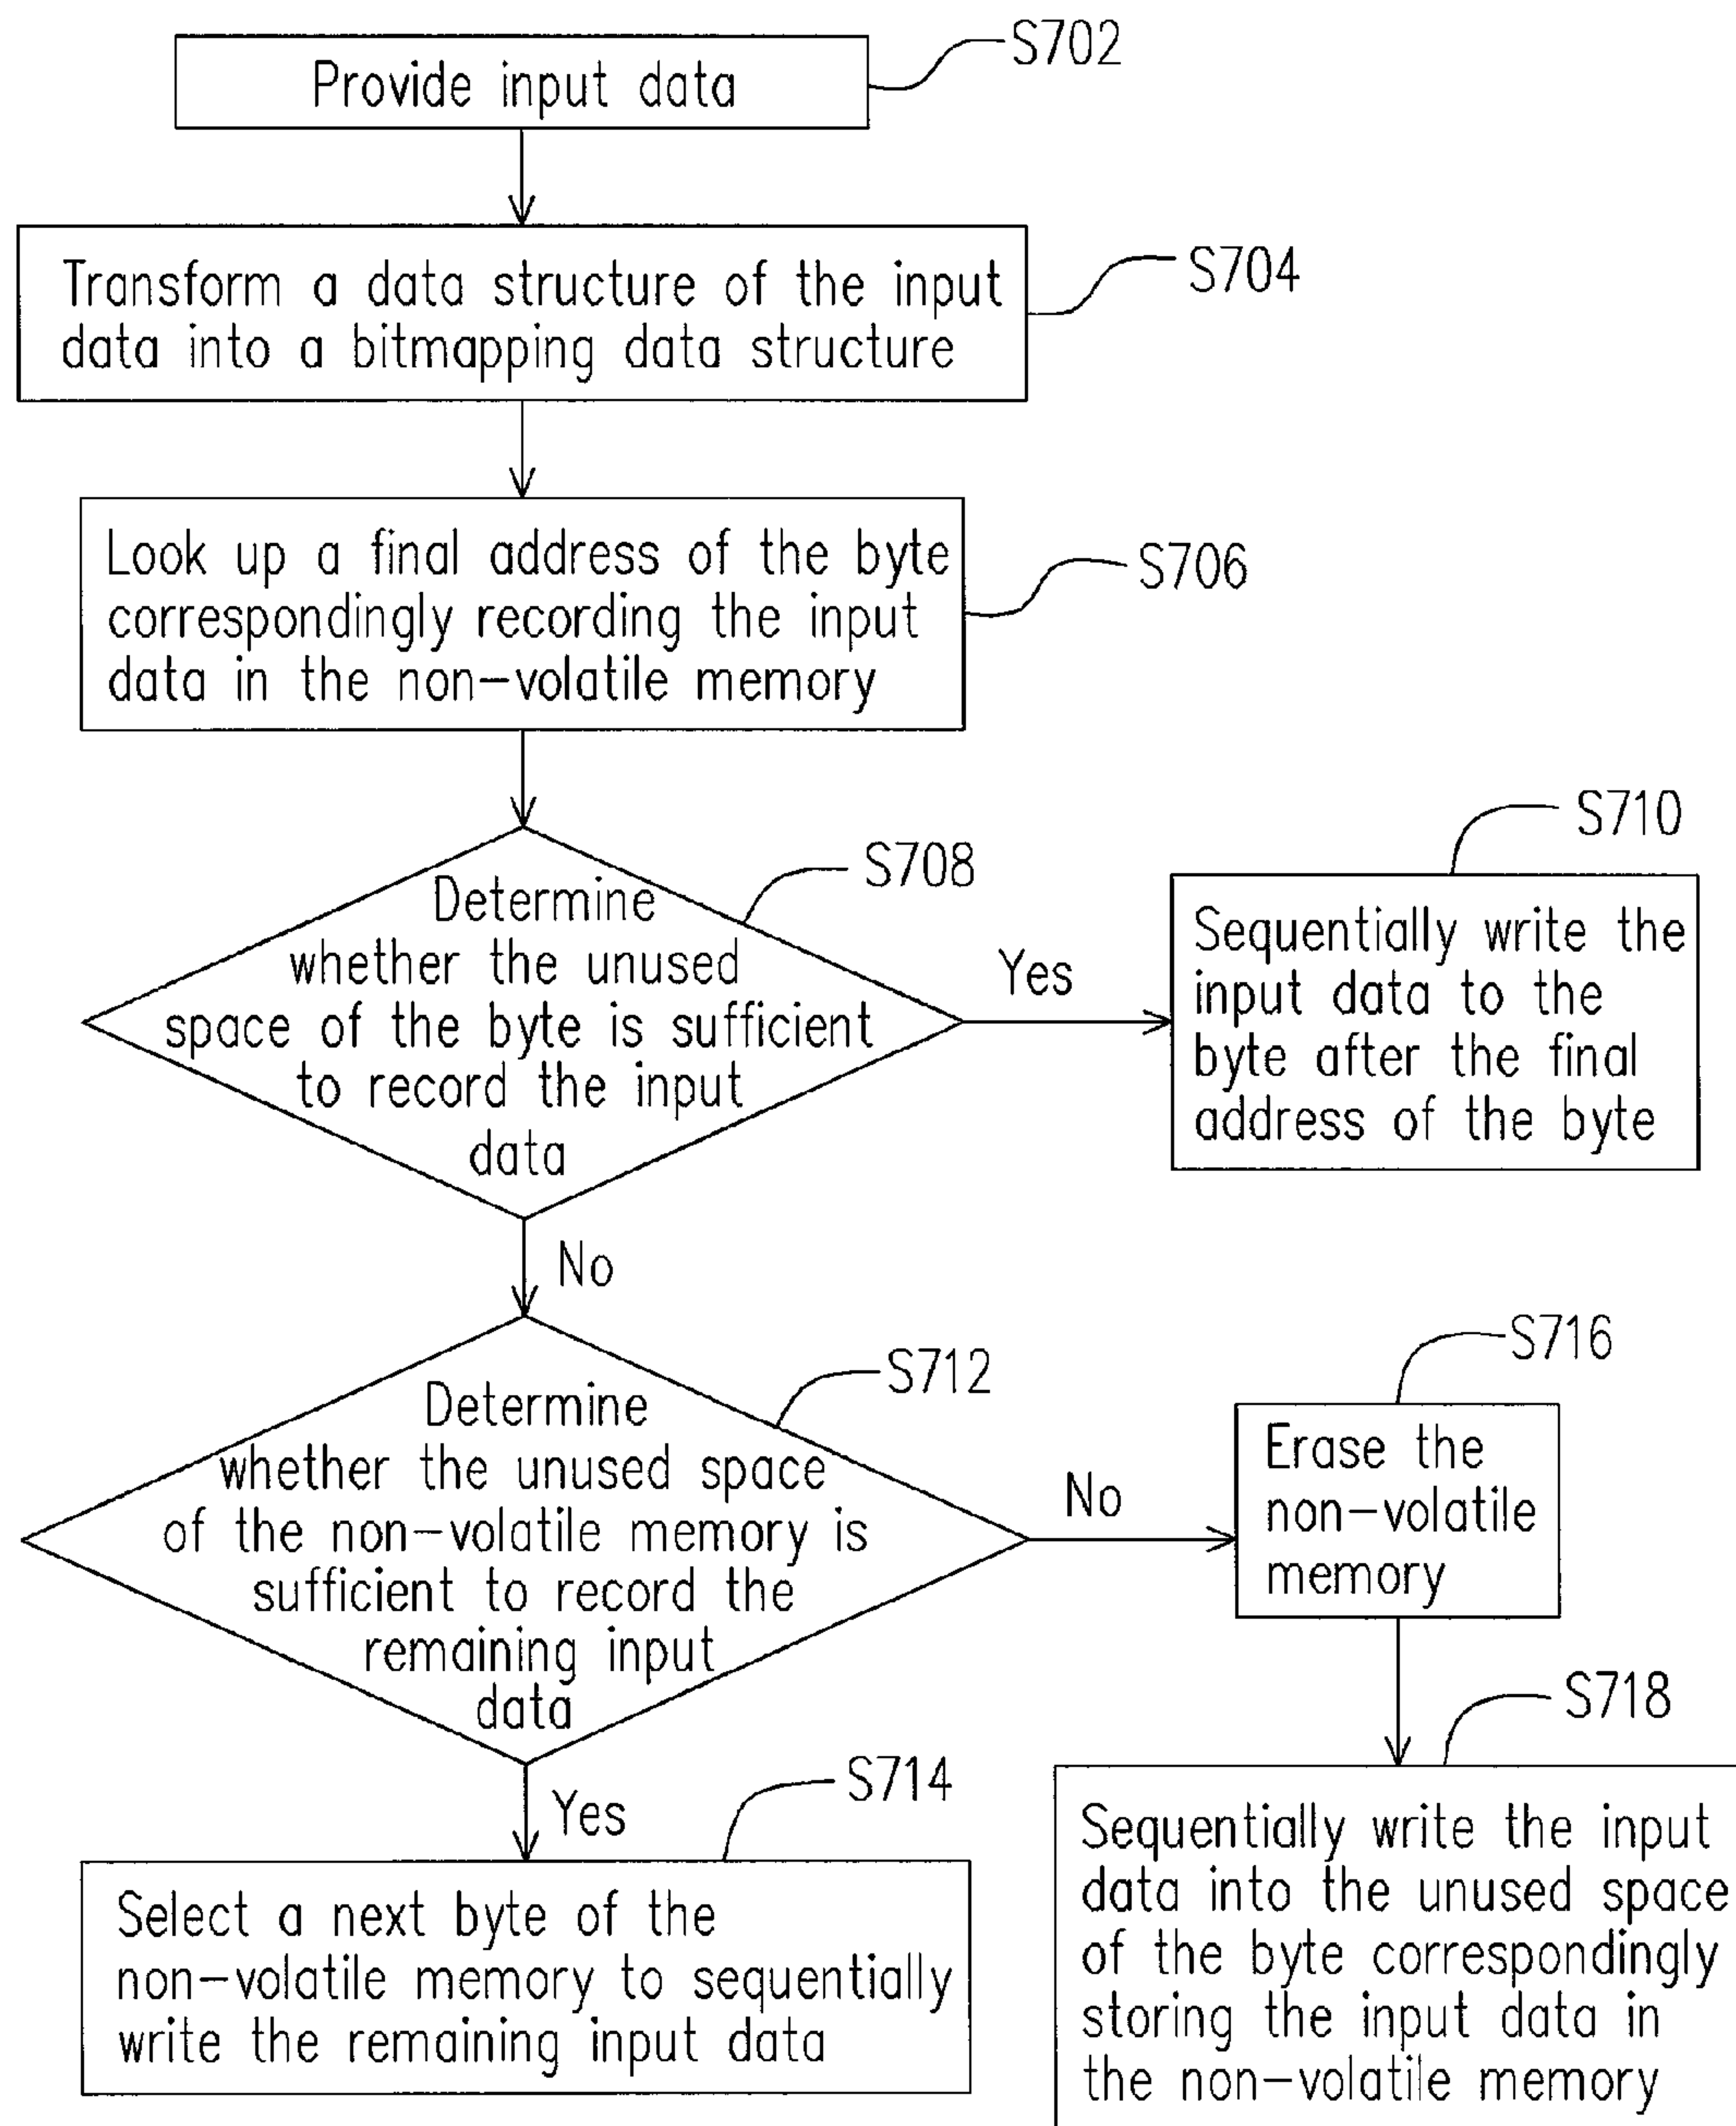 Provide input data
S702
Transform a data structure of the input
data into a bitmapping data structure
S704
Look up a final address of the byte
correspondingly recording the input
data in the non-volatile memory
S706
Determine
whether the unused
space of the byte is sufficient
to record the input
data
S708
Yes
S710
Sequentially write the
input data to the
byte after the final
address of the byte
No
Determine
whether the unused space
of the non-volatile memory is
sufficient to record the
remaining input
data
S712
No
S716
Erase the
non-volatile
memory
Yes
S714
Select a next byte of the
non-volatile memory to sequentially
write the remaining input data
S718
Sequentially write the input
data into the unused space
of the byte correspondingly
storing the input data in
the non-volatile memory